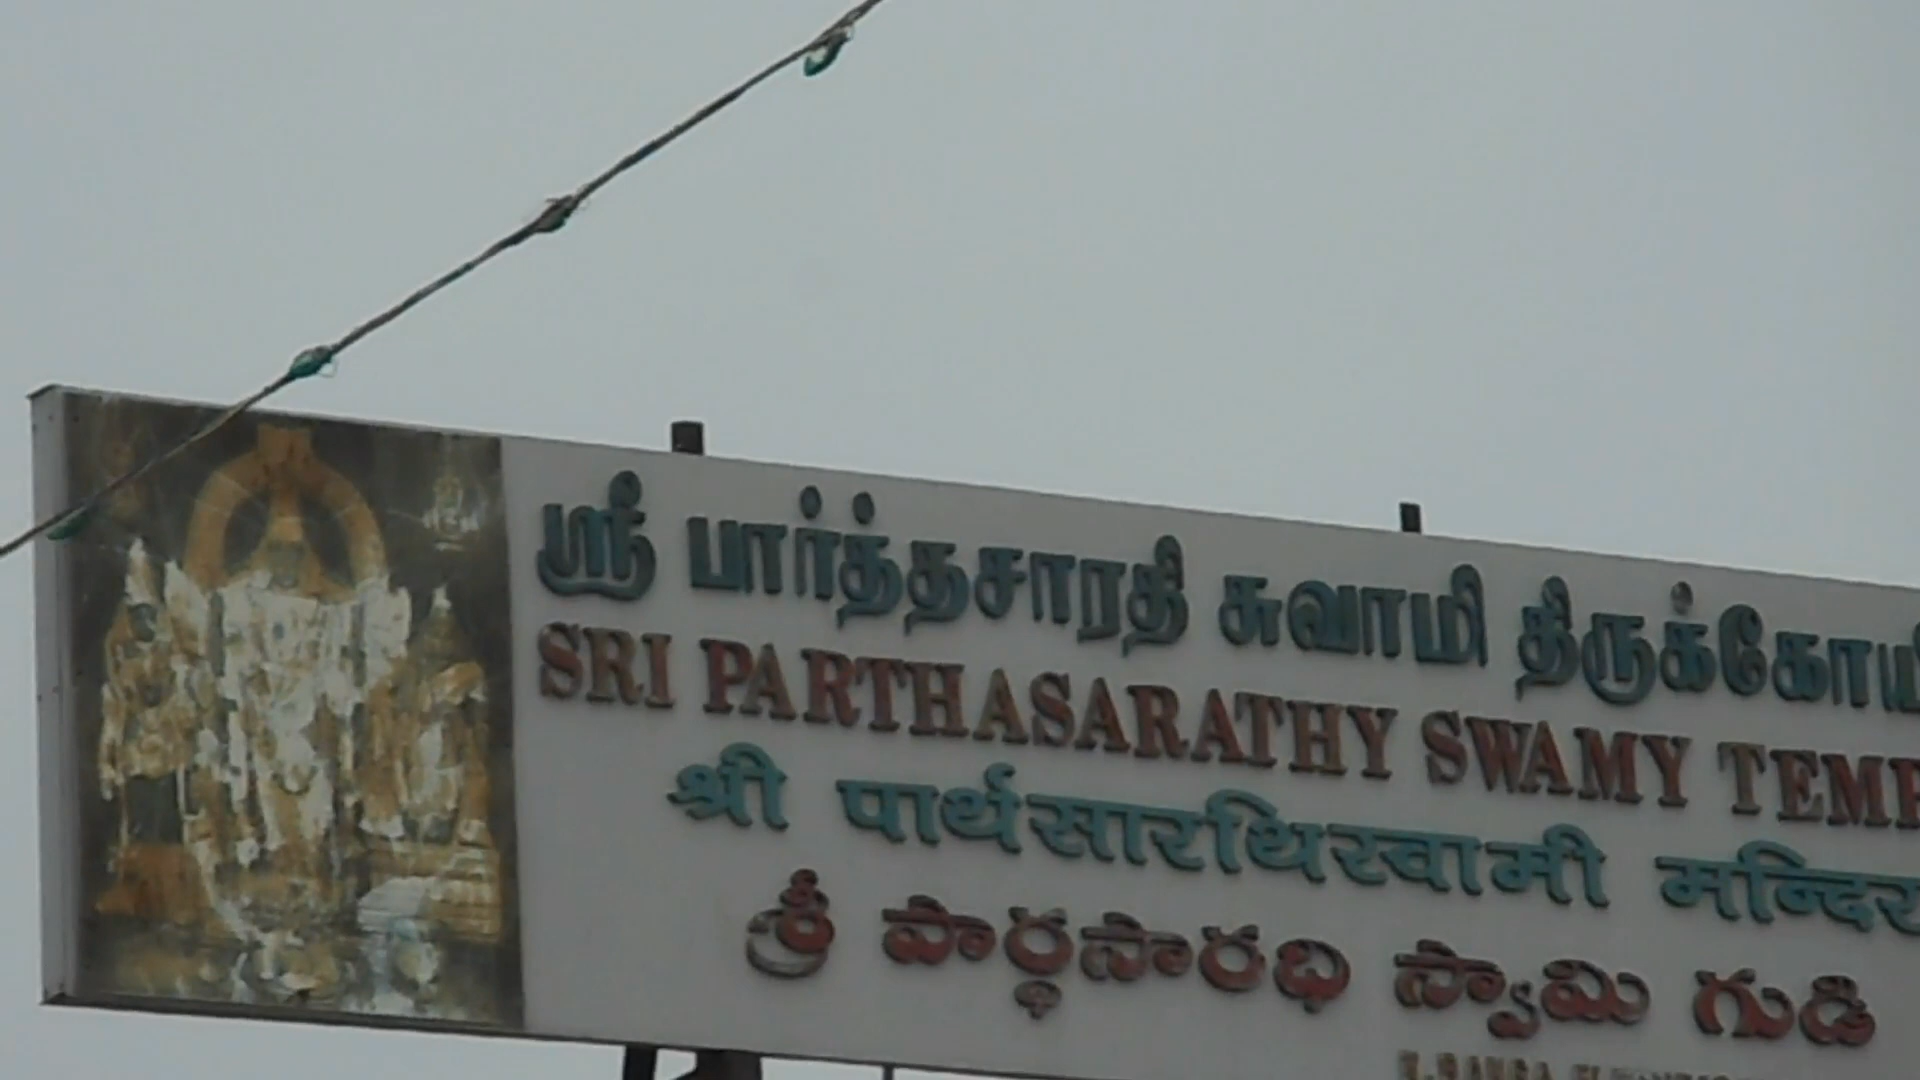 ஸ்ரீ பார்த்தசாரதி சுவாமி திருக்கோயி
SRI PARTHASARATHY SWAMY TEMP
श्री पार्थसारथिस्वामी मन्दिर
శ్రీ పార్థసారధి స్వామి గుడి